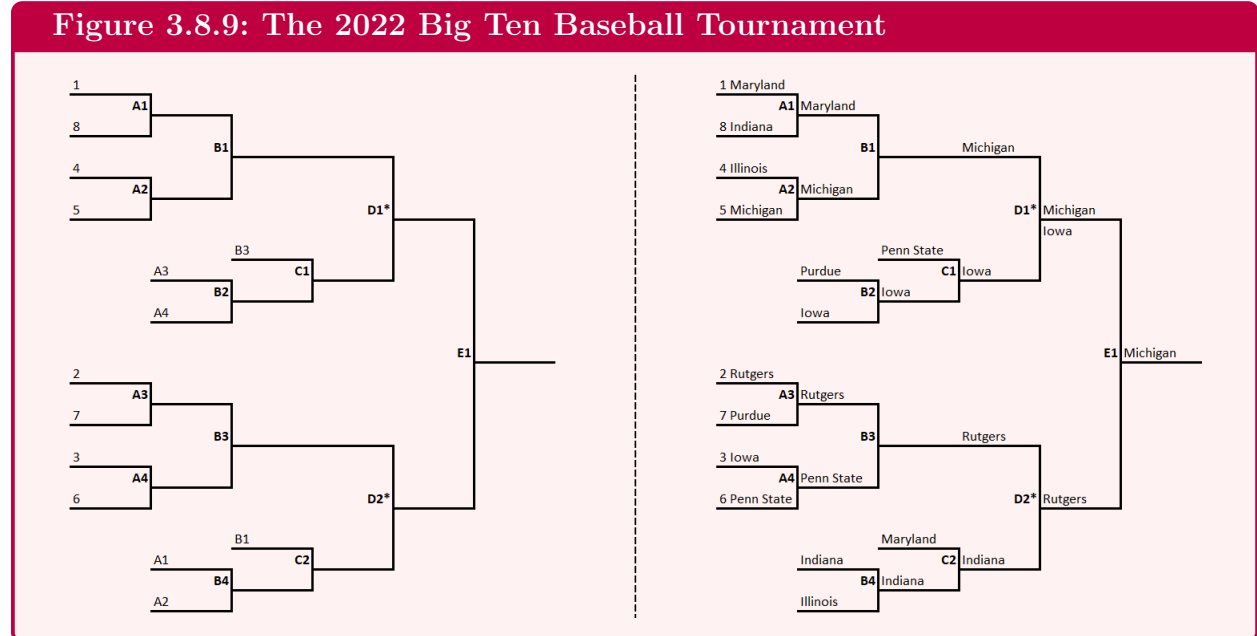 Figure 3.8.9: The 2022 Big Ten Baseball Tournament
1
A1
8
B1
4
A2
5
D1*
B3
A3
C1
B2
A4
E1
2
A3
7
B3
3
A4
6
D2*
B1
A1
C2
B4
A2
1 Maryland
A1 Maryland
8 Indiana
B1 Michigan
4 Illinois
A2 Michigan
5 Michigan
D1* Michigan
Iowa
Penn State
Purdue
C1 Iowa
B2 Iowa
Iowa
E1 Michigan
2 Rutgers
A3 Rutgers
7 Purdue
B3 Rutgers
3 Iowa
A4 Penn State
6 Penn State
D2* Rutgers
Maryland
Indiana
C2 Indiana
B4 Indiana
Illinois